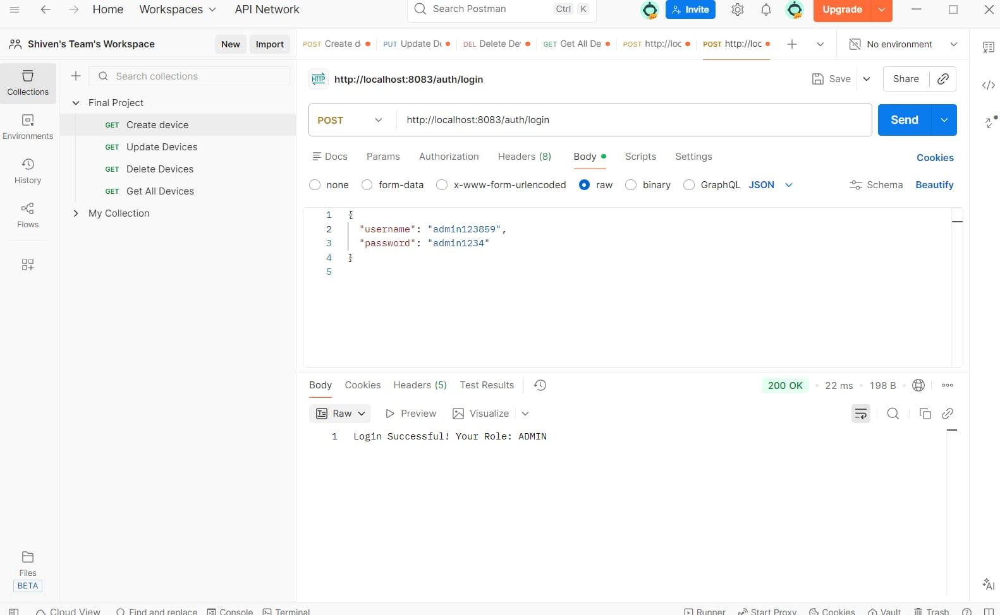 Home Workspaces API Network Search Postman Ctrl K Invite Upgrade
Shiven's Team's Workspace New Import POST Create d PUT Update De DEL Delete De GET Get All De POST http://loc POST http://loc No environment
Collections
Environments
History
Flows
Files
BETA
Search collections
Final Project
GET Create device
GET Update Devices
GET Delete Devices
GET Get All Devices
My Collection
HTTP http://localhost:8083/auth/login Save Share
POST http://localhost:8083/auth/login Send
Docs Params Authorization Headers (8) Body Scripts Settings Cookies
none form-data x-www-form-urlencoded raw binary GraphQL JSON Schema Beautify
1 {
2 "username": "admin123859",
3 "password": "admin1234"
4 }
5
Body Cookies Headers (5) Test Results 200 OK • 22 ms • 198 B
Raw Preview Visualize
1 Login Successful! Your Role: ADMIN
AI
Cloud View Find and replace Console Terminal Runner Start Proxy Cookies Vault Trash